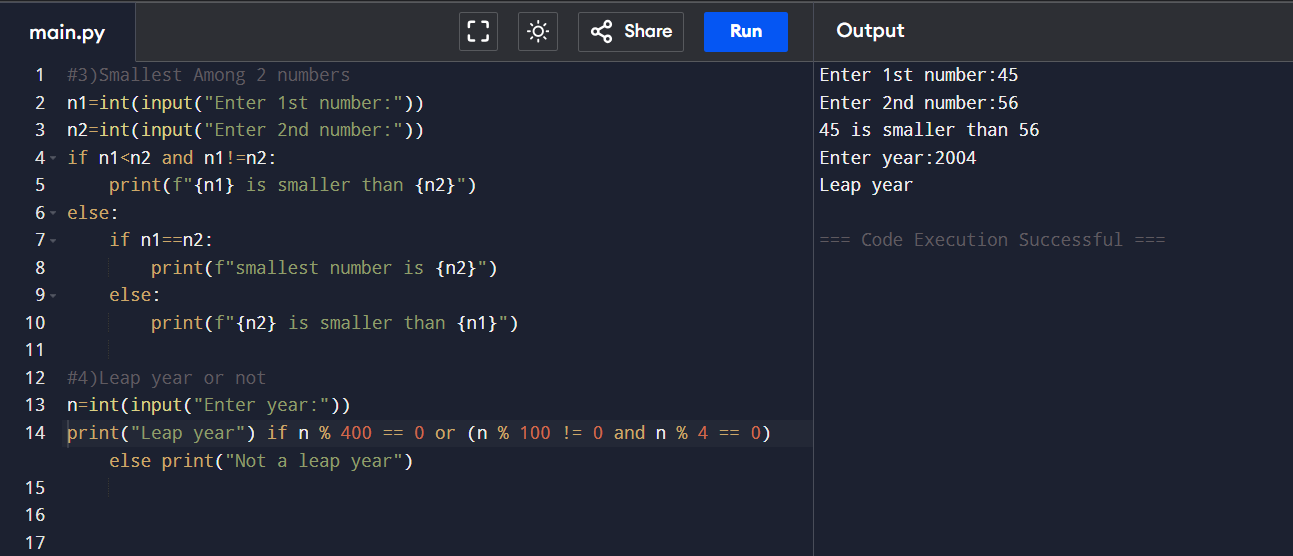 main.py
Share
Run
Output
1 #3)Smallest Among 2 numbers
2 n1=int(input("Enter 1st number:"))
3 n2=int(input("Enter 2nd number:"))
4 if n1<n2 and n1!=n2:
5     print(f"{n1} is smaller than {n2}")
6 else:
7     if n1==n2:
8         print(f"smallest number is {n2}")
9     else:
10         print(f"{n2} is smaller than {n1}")
11
12 #4)Leap year or not
13 n=int(input("Enter year:"))
14 print("Leap year") if n % 400 == 0 or (n % 100 != 0 and n % 4 == 0)
    else print("Not a leap year")
15
16
17
Enter 1st number:45
Enter 2nd number:56
45 is smaller than 56
Enter year:2004
Leap year
=== Code Execution Successful ===